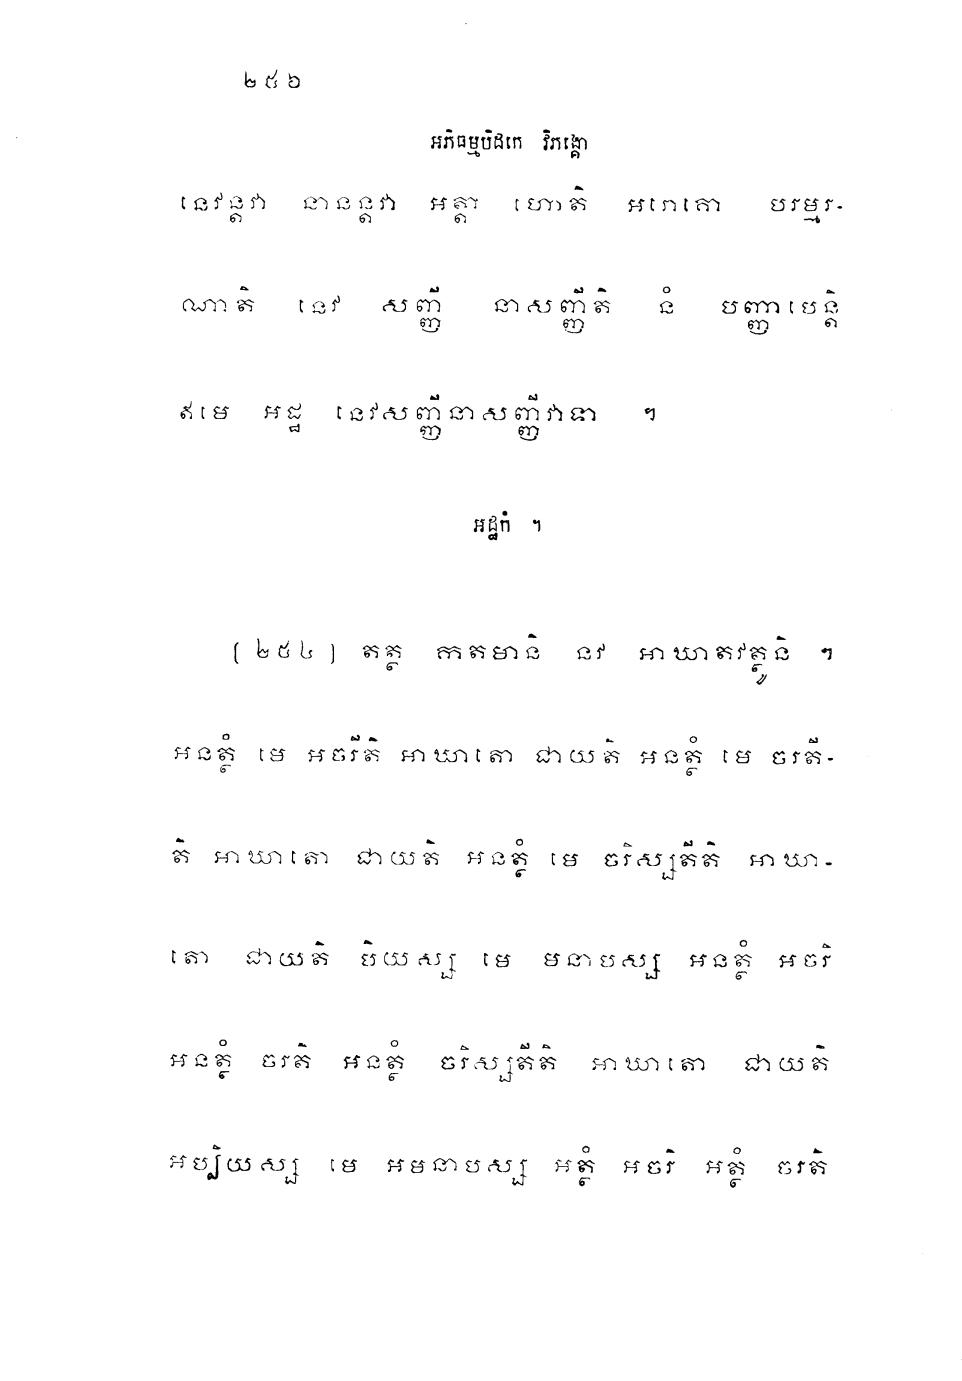 ២៥៦
អភិធម្មបិដកេ វិភង្គោ
នេវន្តវា នានន្តវា អត្តា ហោតិ អរោគោ បរម្មរ-
ណាតិ នេវ សញ្ញី នាសញ្ញីតិ នំ បញ្ញាបេន្តិ
ឥមេ អដ្ឋ នេវសញ្ញីនាសញ្ញីវាទា ។
អដ្ឋកំ ។
(២៥៤) តត្ថ កតមានិ នវ អាឃាតវត្ថូនិ ។
អនត្ថំ មេ អចរីតិ អាឃាតោ ជាយតិ អនត្ថំ មេ ចរតី-
តិ អាឃាតោ ជាយតិ អនត្ថំ មេ ចរិស្សតីតិ អាឃា-
តោ ជាយតិ បិយស្ស មេ មនាបស្ស អនត្ថំ អចរិ
អនត្ថំ ចរតិ អនត្ថំ ចរិស្សតីតិ អាឃាតោ ជាយតិ
អប្បិយស្ស មេ អមនាបស្ស អត្ថំ អចរិ អត្ថំ ចរតិ